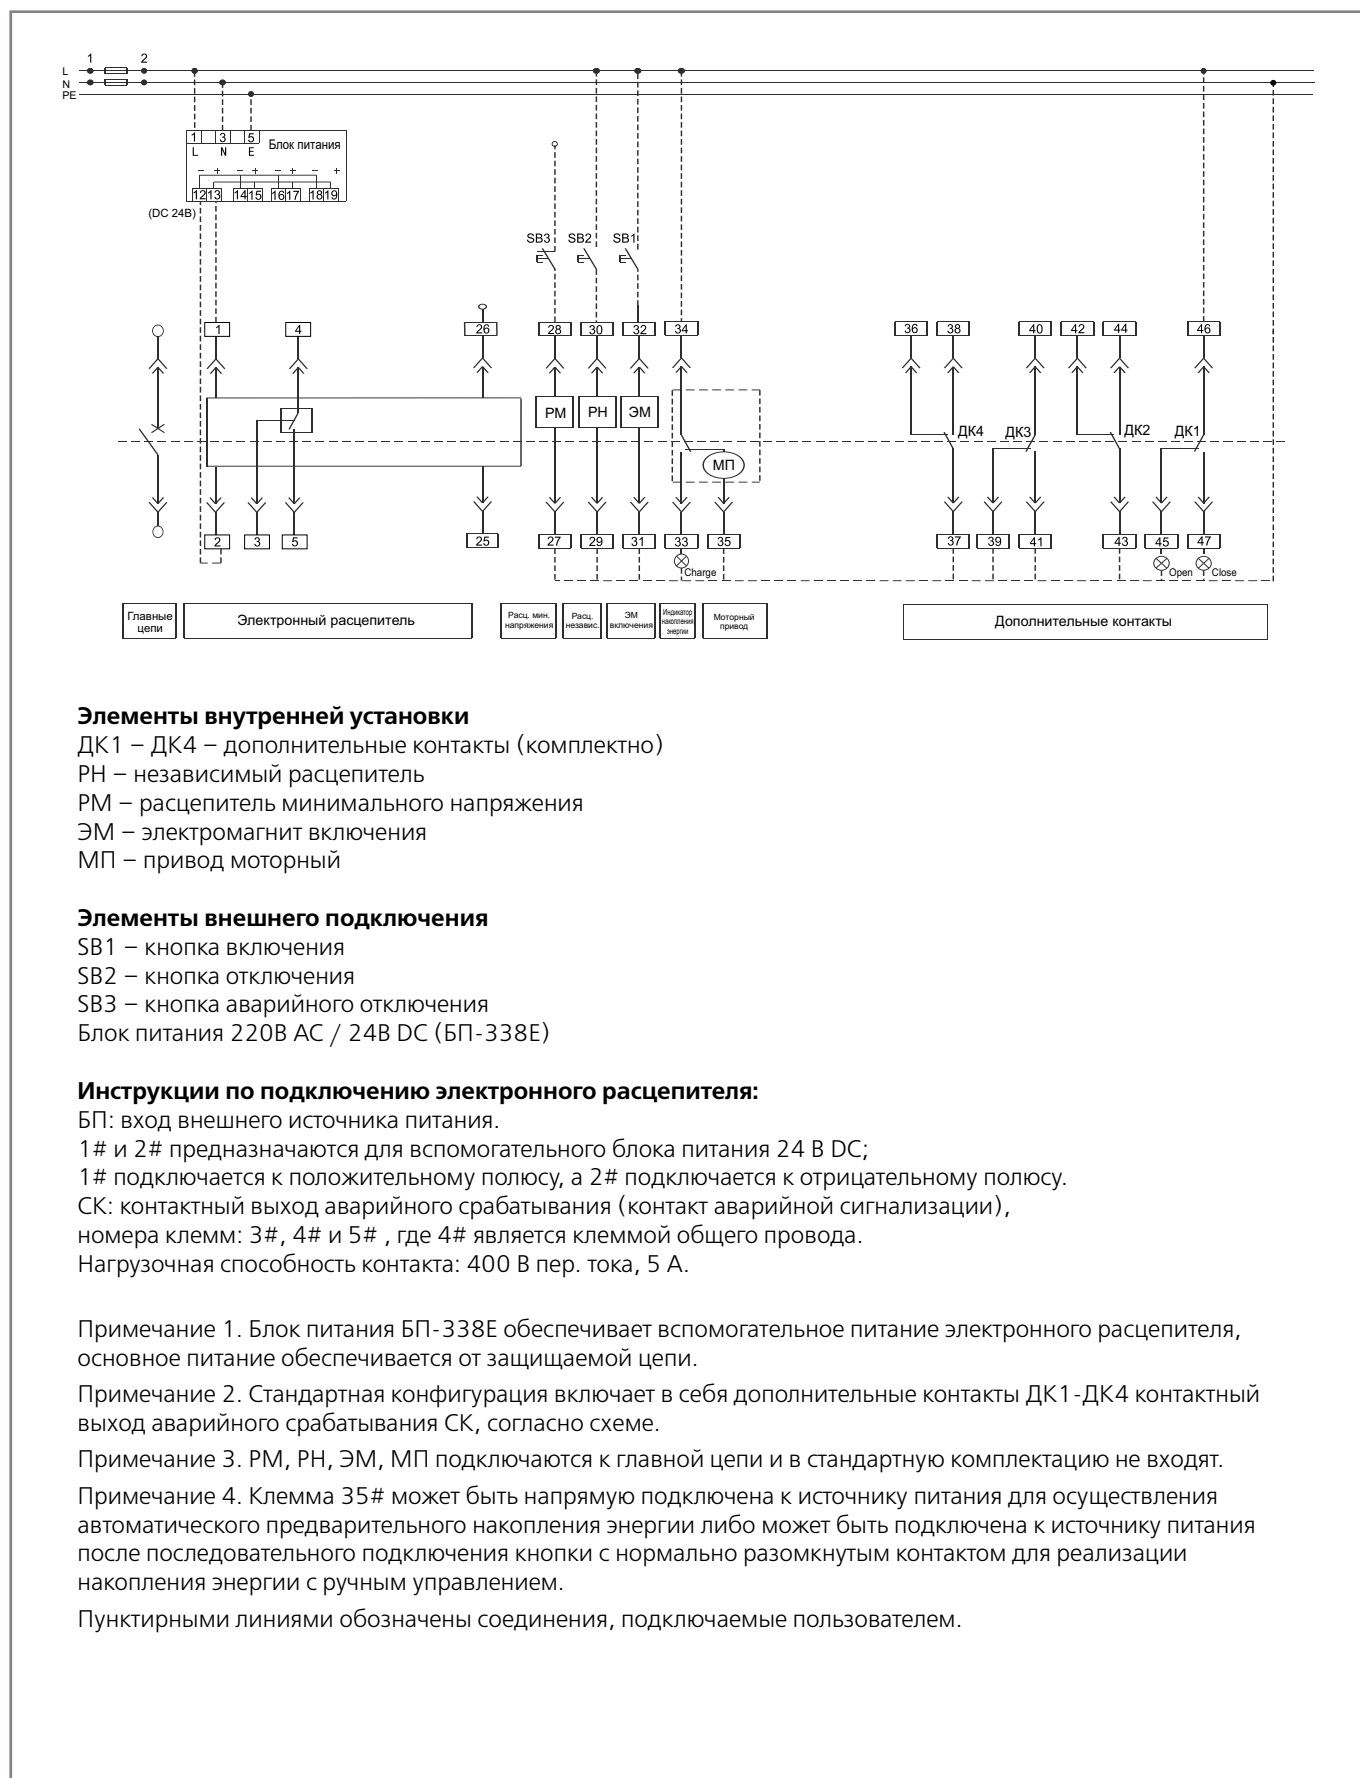 1 2
L
N
PE
1 3 5 Блок питания
L N E
– + – + – + – +
12 13 14 15 16 17 18 19
(DC 24В)
SB3 SB2 SB1
1 4 26 28 30 32 34 36 38 40 42 44 46
РМ РН ЭМ
ДК4 ДК3 ДК2 ДК1
МП
2 3 5 25 27 29 31 33 35 37 39 41 43 45 47
Charge Open Close
Главные
цепи
Электронный расцепитель
Расц. мин.
напряжения
Расц.
независ.
ЭМ
включения
Индикатор
накопления
энергии
Моторный
привод
Дополнительные контакты
Элементы внутренней установки
ДК1 – ДК4 – дополнительные контакты (комплектно)
РН – независимый расцепитель
РМ – расцепитель минимального напряжения
ЭМ – электромагнит включения
МП – привод моторный
Элементы внешнего подключения
SB1 – кнопка включения
SB2 – кнопка отключения
SB3 – кнопка аварийного отключения
Блок питания 220В AC / 24В DC (БП-338Е)
Инструкции по подключению электронного расцепителя:
БП: вход внешнего источника питания.
1# и 2# предназначаются для вспомогательного блока питания 24 В DC;
1# подключается к положительному полюсу, а 2# подключается к отрицательному полюсу.
СК: контактный выход аварийного срабатывания (контакт аварийной сигнализации),
номера клемм: 3#, 4# и 5# , где 4# является клеммой общего провода.
Нагрузочная способность контакта: 400 В пер. тока, 5 А.
Примечание 1. Блок питания БП-338Е обеспечивает вспомогательное питание электронного расцепителя,
основное питание обеспечивается от защищаемой цепи.
Примечание 2. Стандартная конфигурация включает в себя дополнительные контакты ДК1-ДК4 контактный
выход аварийного срабатывания СК, согласно схеме.
Примечание 3. РМ, РН, ЭМ, МП подключаются к главной цепи и в стандартную комплектацию не входят.
Примечание 4. Клемма 35# может быть напрямую подключена к источнику питания для осуществления
автоматического предварительного накопления энергии либо может быть подключена к источнику питания
после последовательного подключения кнопки с нормально разомкнутым контактом для реализации
накопления энергии с ручным управлением.
Пунктирными линиями обозначены соединения, подключаемые пользователем.